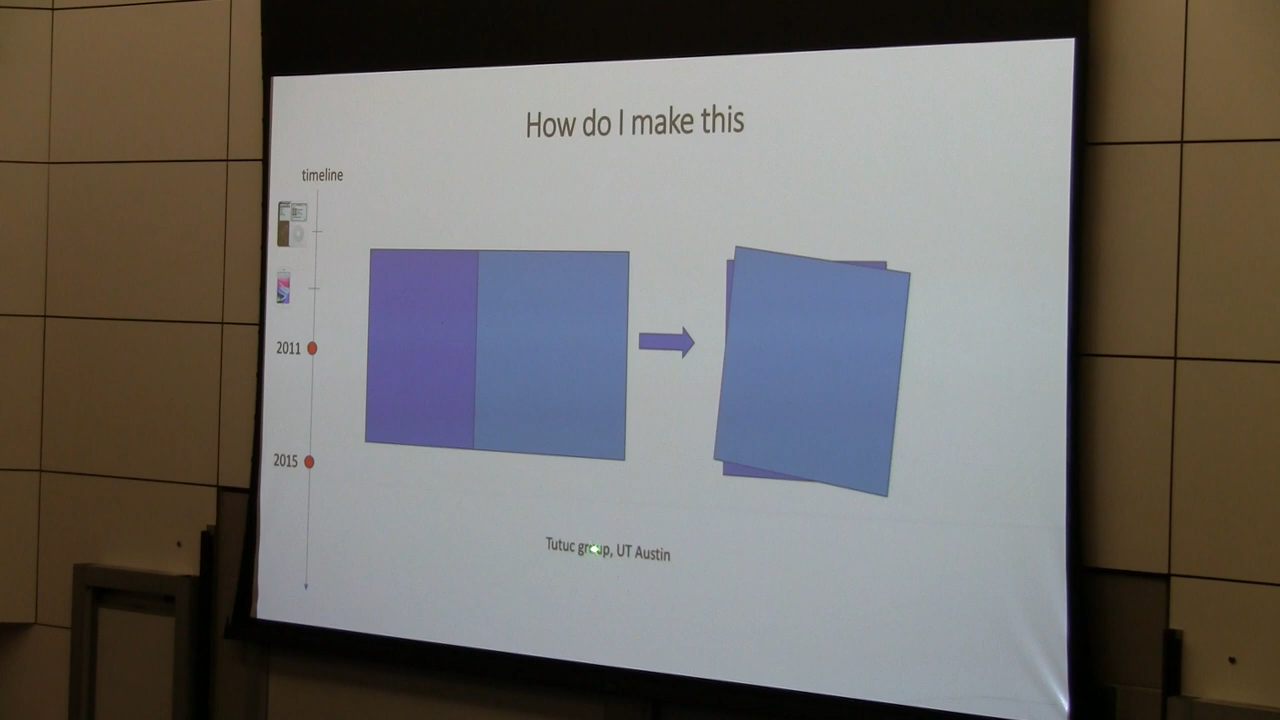 How do I make this
timeline
2011
2015
Tutuc group, UT Austin